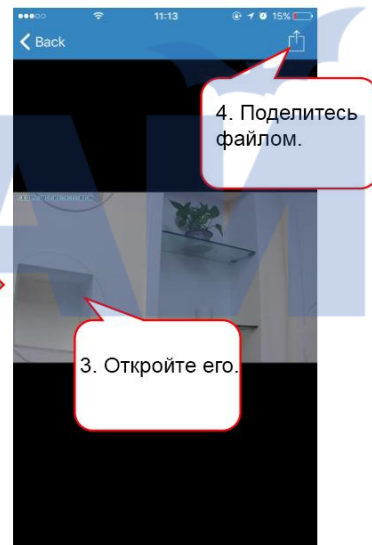 11:13
15%
Back
4. Поделитесь
файлом.
3. Откройте его.